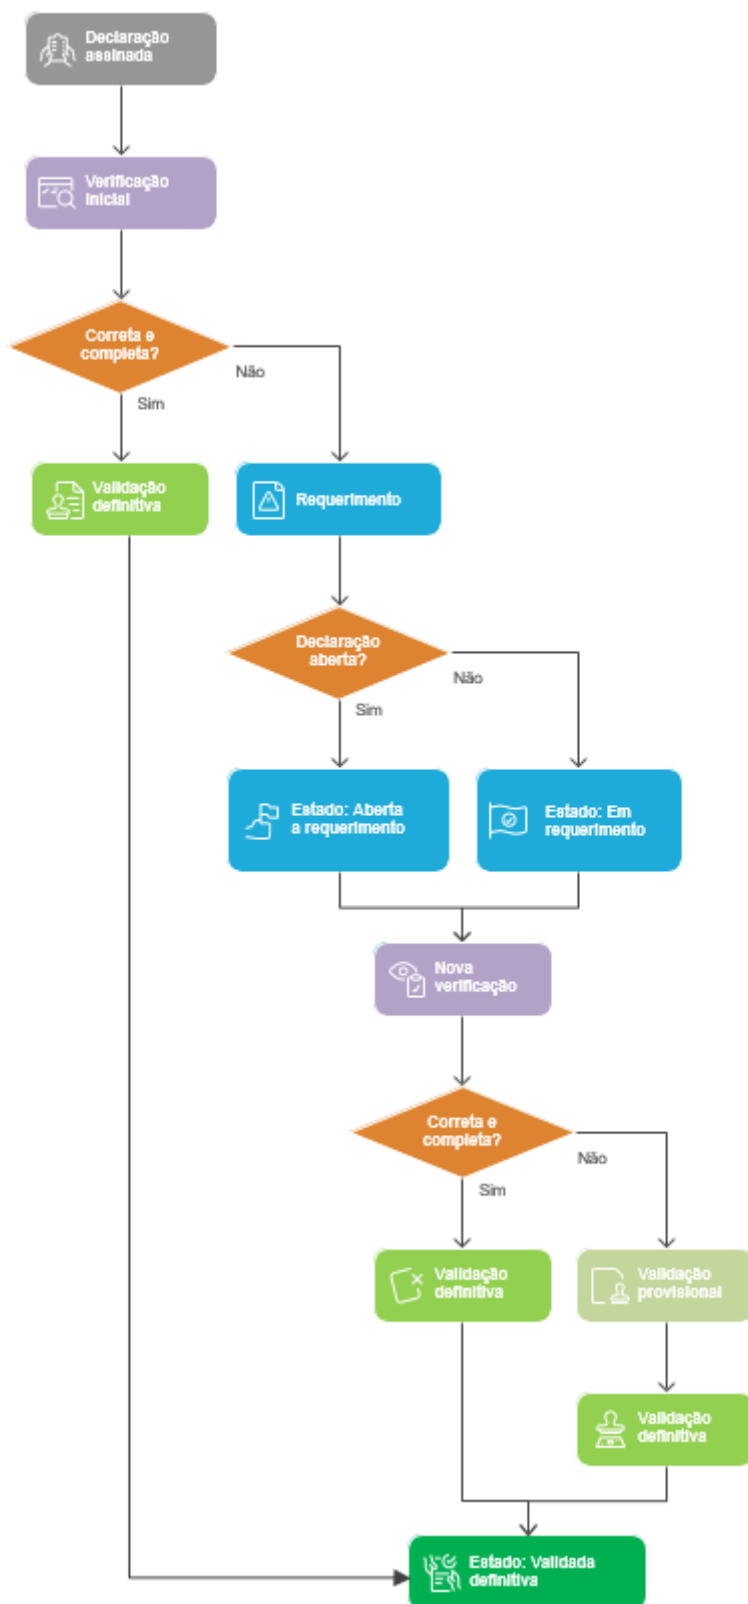 Declaração
assinada
Verificação
inicial
Correta e
completa?
Não
Sim
Validação
definitiva
Requerimento
Declaração
aberta?
Não
Sim
Estado: Aberta
a requerimento
Estado: Em
requerimento
Nova
verificação
Correta e
completa?
Não
Sim
Validação
definitiva
Validação
provisional
Validação
definitiva
Estado: Validada
definitiva